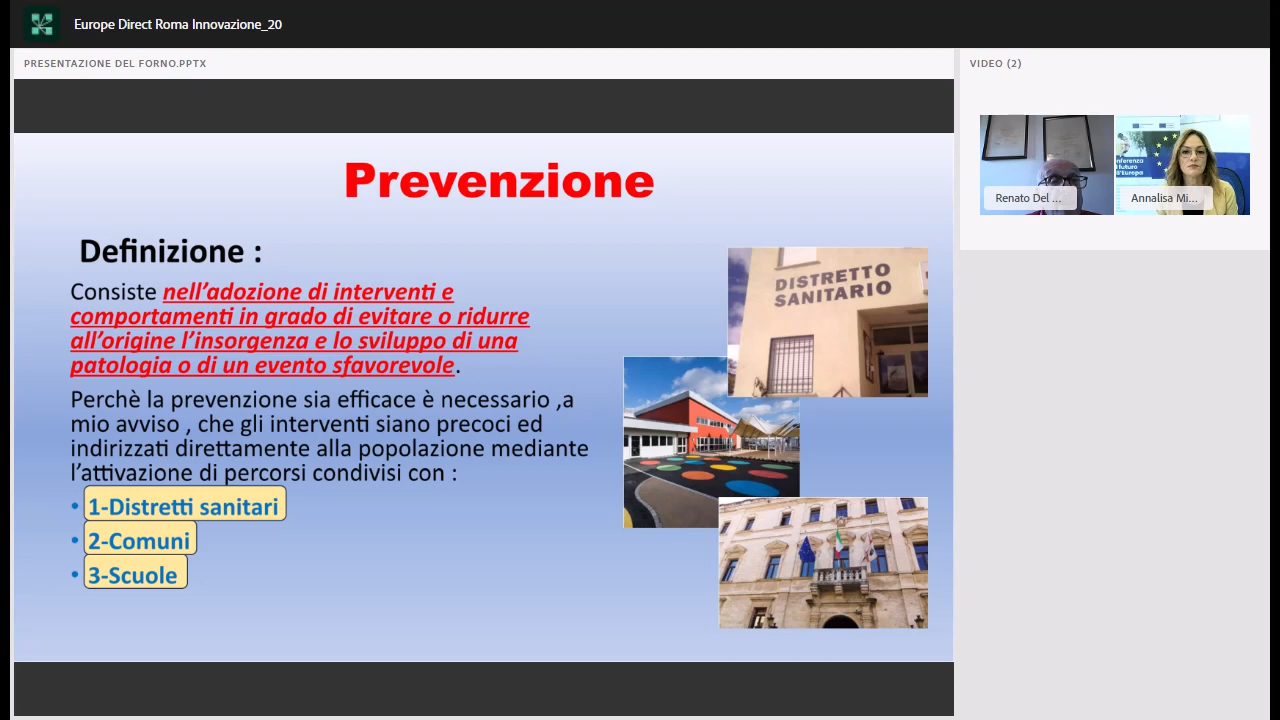 Europe Direct Roma Innovazione_20
PRESENTAZIONE DEL FORNO.PPTX
VIDEO (2)
Prevenzione
Definizione :
Consiste nell’adozione di interventi e
comportamenti in grado di evitare o ridurre
all’origine l’insorgenza e lo sviluppo di una
patologia o di un evento sfavorevole.
Perchè la prevenzione sia efficace è necessario ,a
mio avviso , che gli interventi siano precoci ed
indirizzati direttamente alla popolazione mediante
l’attivazione di percorsi condivisi con :
• 1-Distretti sanitari
• 2-Comuni
• 3-Scuole
DISTRETTO
SANITARIO
Renato Del ...
Annalisa Mi...